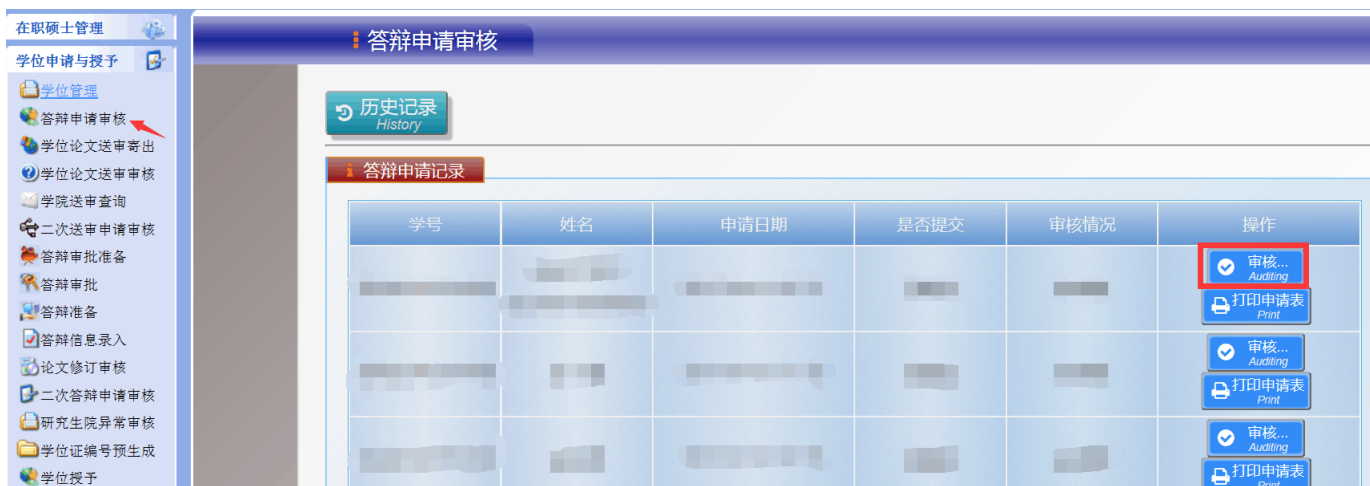 在职硕士管理
学位申请与授予
学位管理
答辩申请审核
学位论文送审寄出
学位论文送审审核
学院送审查询
二次送审申请审核
答辩审批准备
答辩审批
答辩准备
答辩信息录入
论文修订审核
二次答辩申请审核
研究生院异常审核
学位证编号预生成
学位授予
答辩申请审核
历史记录
History
答辩申请记录
学号 姓名 申请日期 是否提交 审核情况 操作
审核...
Auditing
打印申请表
Print
审核...
Auditing
打印申请表
Print
审核...
Auditing
打印申请表
Print